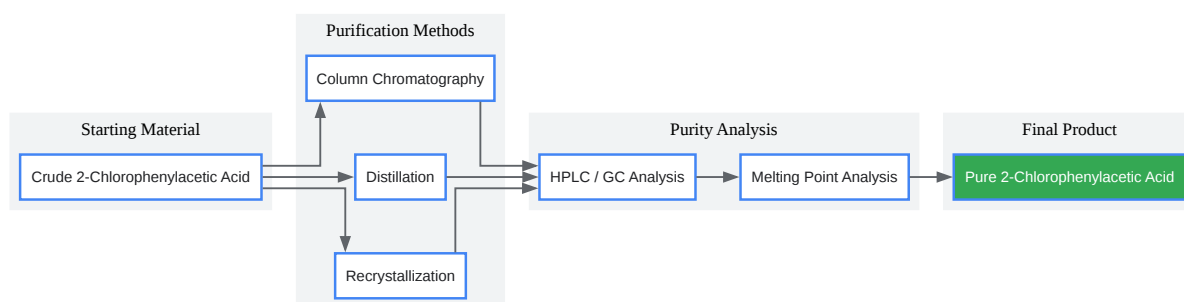 Purification Methods
Column Chromatography
Starting Material
Purity Analysis
Final Product
Crude 2-Chlorophenylacetic Acid
Distillation
HPLC / GC Analysis
Melting Point Analysis
Pure 2-Chlorophenylacetic Acid
Recrystallization